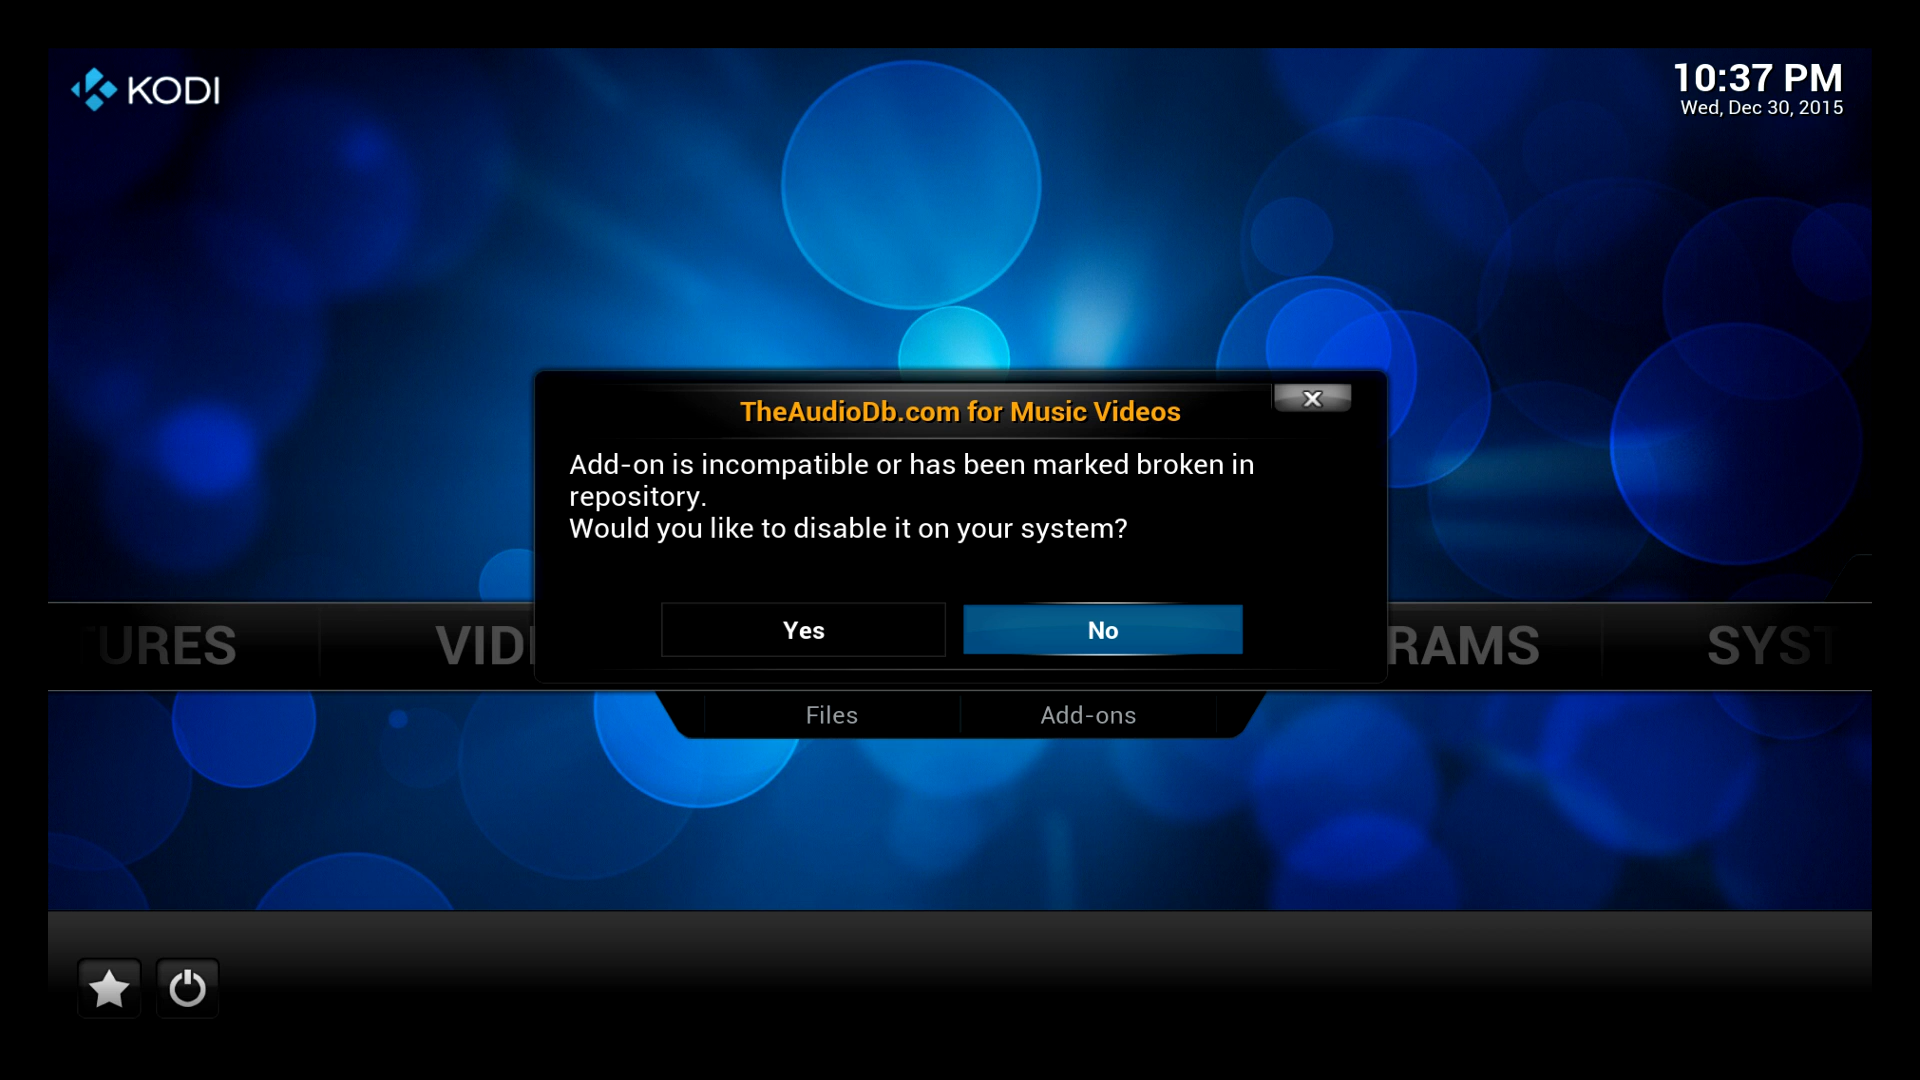 KODI
10:37 PM
Wed, Dec 30, 2015
TheAudioDb.com for Music Videos
X
Add-on is incompatible or has been marked broken in
repository.
Would you like to disable it on your system?
Yes
No
URES
VID
RAMS
SYST
Files
Add-ons